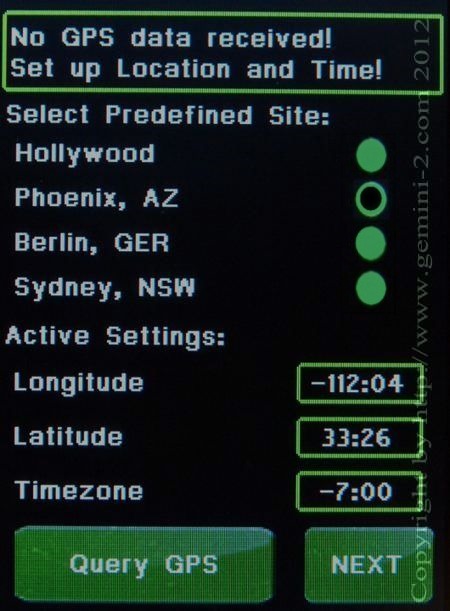 No GPS data received!
Set up Location and Time!
Select Predefined Site:
Hollywood
Phoenix, AZ
Berlin, GER
Sydney, NSW
Active Settings:
Longitude -112:04
Latitude 33:26
Timezone -7:00
Query GPS NEXT
Copyright by http://www.gemini-2.com 2012